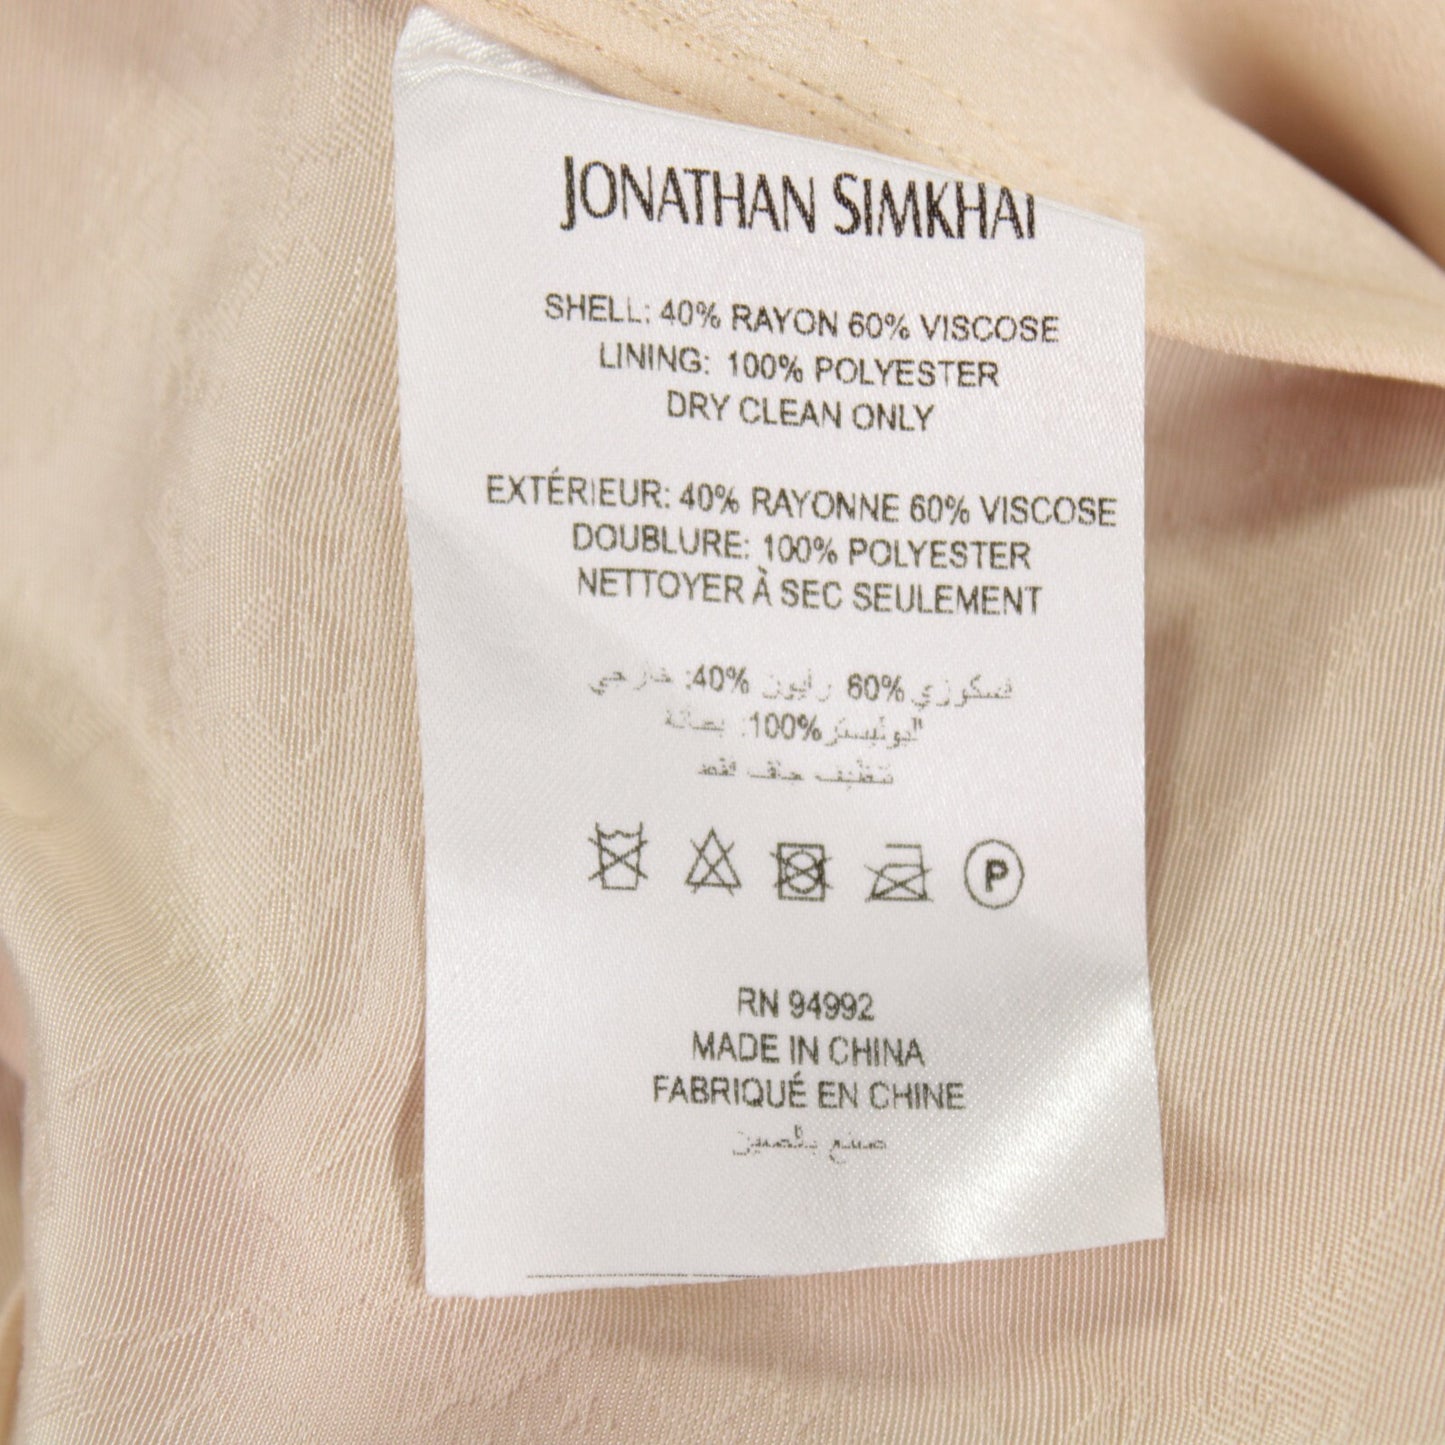 JONATHAN SIMKHAI
SHELL: 40% RAYON 60% VISCOSE
LINING: 100% POLYESTER
DRY CLEAN ONLY
EXTÉRIEUR: 40% RAYONNE 60% VISCOSE
DOUBLURE: 100% POLYESTER
NETTOYER À SEC SEULEMENT
خارجي :40% رايون 60% فسكوزي
:100%
تنظيف جاف فقط
P
RN 94992
MADE IN CHINA
FABRIQUÉ EN CHINE
صنع بالصين